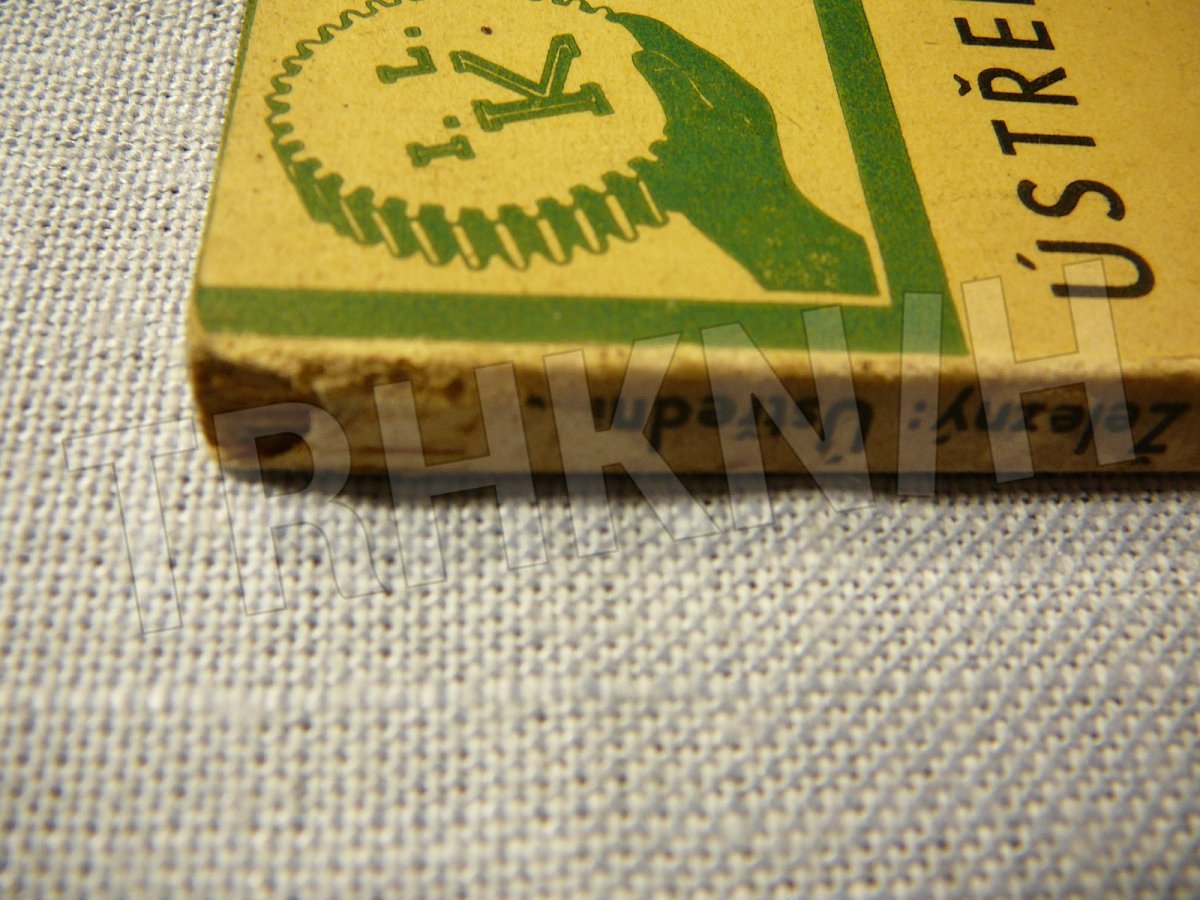 I. L.
K
ÚSTŘE
Železný: Ústředn
TRHKNIH